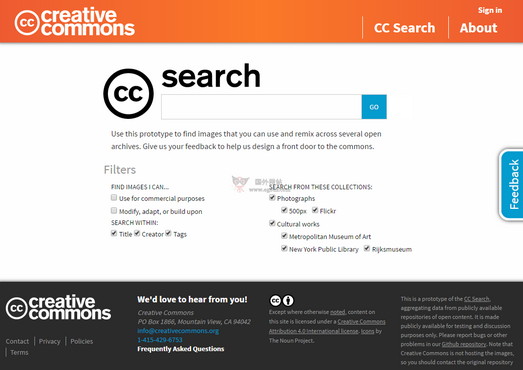 Sign in
creative
commons
CC Search
About
cc search
GO
Use this prototype to find images that you can use and remix across several open
archives. Give us your feedback to help us design a front door to the commons.
Filters
FIND IMAGES I CAN...
Use for commercial purposes
Modify, adapt, or build upon
SEARCH WITHIN:
Title Creator Tags
SEARCH FROM THESE COLLECTIONS:
Photographs
500px Flickr
Cultural works
Metropolitan Museum of Art
New York Public Library Rijksmuseum
Feedback
creative
commons
Contact Privacy Policies
Terms
We'd love to hear from you!
Creative Commons
PO Box 1866, Mountain View, CA 94042
info@creativecommons.org
1-415-429-6753
Frequently Asked Questions
Except where otherwise noted, content on
this site is licensed under a Creative Commons
Attribution 4.0 International license. Icons by
The Noun Project.
This is a prototype of the CC Search,
aggregating data from publicly available
repositories of open content. It is made
publicly available for testing and discussion
purposes only. Please report bugs or other
problems in our Github repository. Note that
Creative Commons is not hosting the images,
so you should contact the original repository